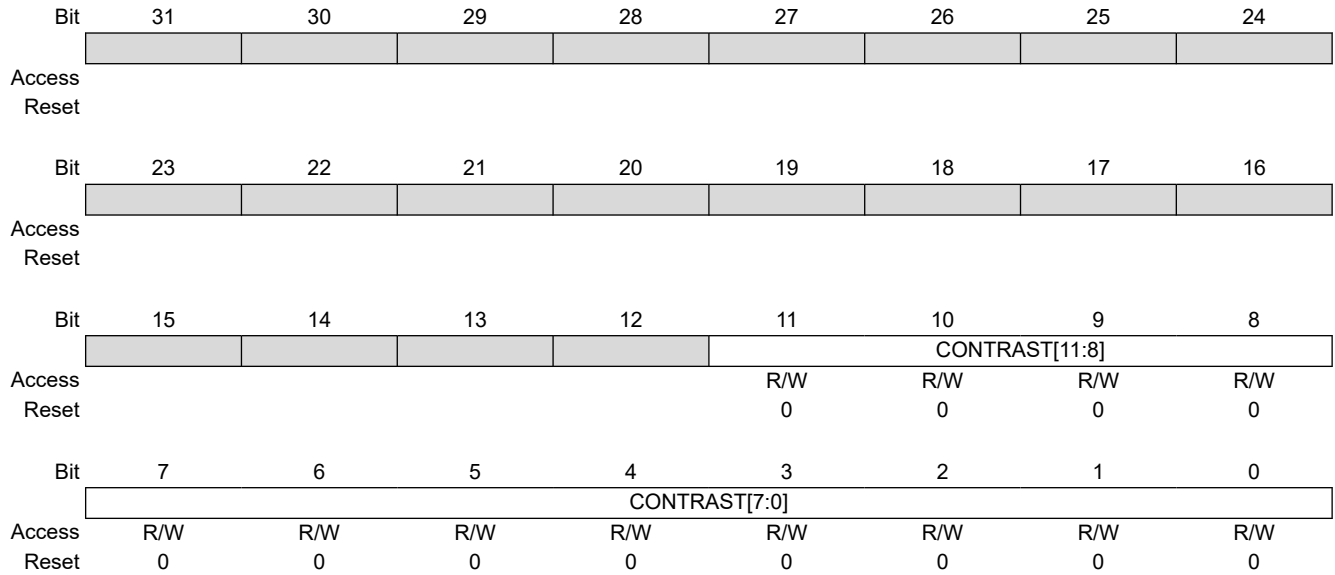 Bit 31 30 29 28 27 26 25 24
Access
Reset
Bit 23 22 21 20 19 18 17 16
Access
Reset
Bit 15 14 13 12 11 10 9 8
CONTRAST[11:8]
Access R/W R/W R/W R/W
Reset 0 0 0 0
Bit 7 6 5 4 3 2 1 0
CONTRAST[7:0]
Access R/W R/W R/W R/W R/W R/W R/W R/W
Reset 0 0 0 0 0 0 0 0